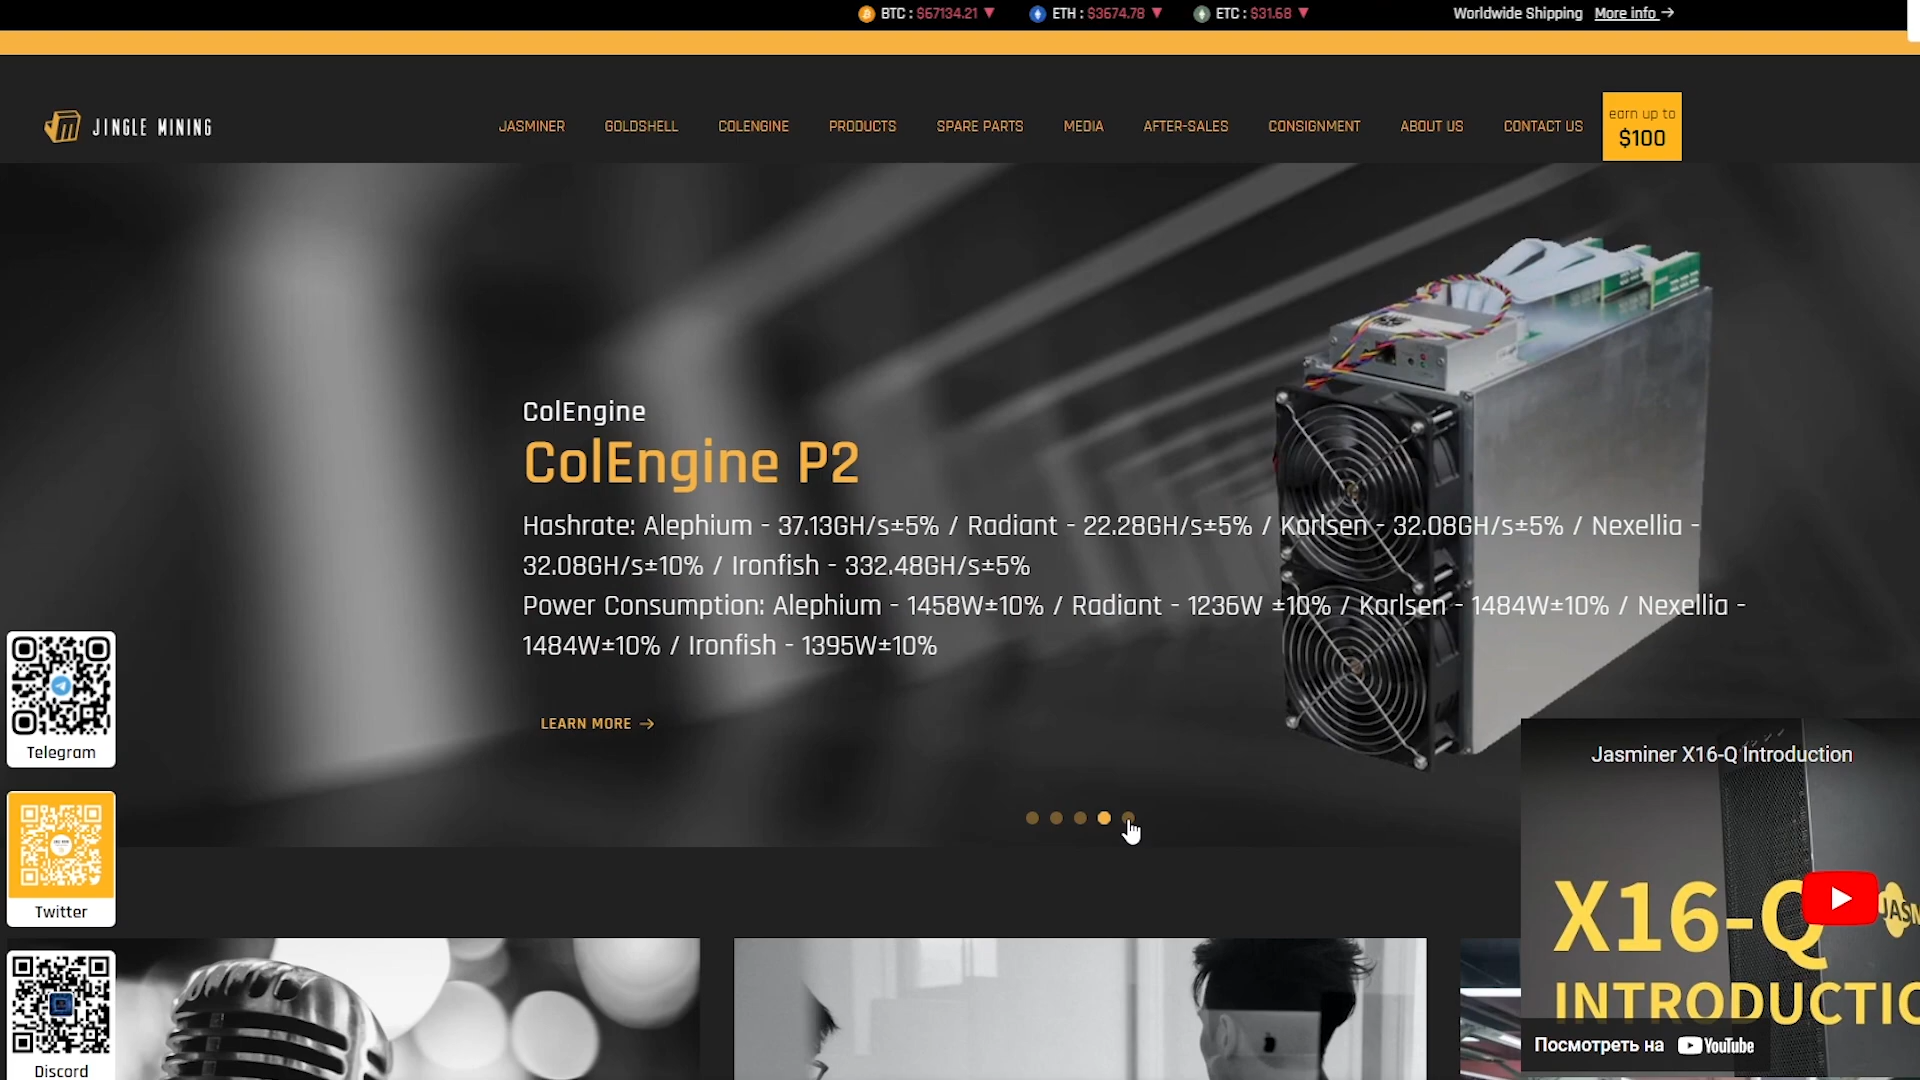 BTC : $67134.21 ▼ ETH : $3674.78 ▼ ETC : $31.68 ▼ Worldwide Shipping More info →
JINGLE MINING
JASMINER GOLDSHELL COLENGINE PRODUCTS SPARE PARTS MEDIA AFTER-SALES CONSIGNMENT ABOUT US CONTACT US
earn up to
$100
ColEngine
ColEngine P2
Hashrate: Alephium - 37.13GH/s±5% / Radiant - 22.28GH/s±5% / Karlsen - 32.08GH/s±5% / Nexellia -
32.08GH/s±10% / Ironfish - 332.48GH/s±5%
Power Consumption: Alephium - 1458W±10% / Radiant - 1236W ±10% / Karlsen - 1484W±10% / Nexellia -
1484W±10% / Ironfish - 1395W±10%
LEARN MORE →
Telegram
Twitter
Discord
Jasminer X16-Q Introduction
X16-Q
INTRODUCTIO
Посмотреть на YouTube